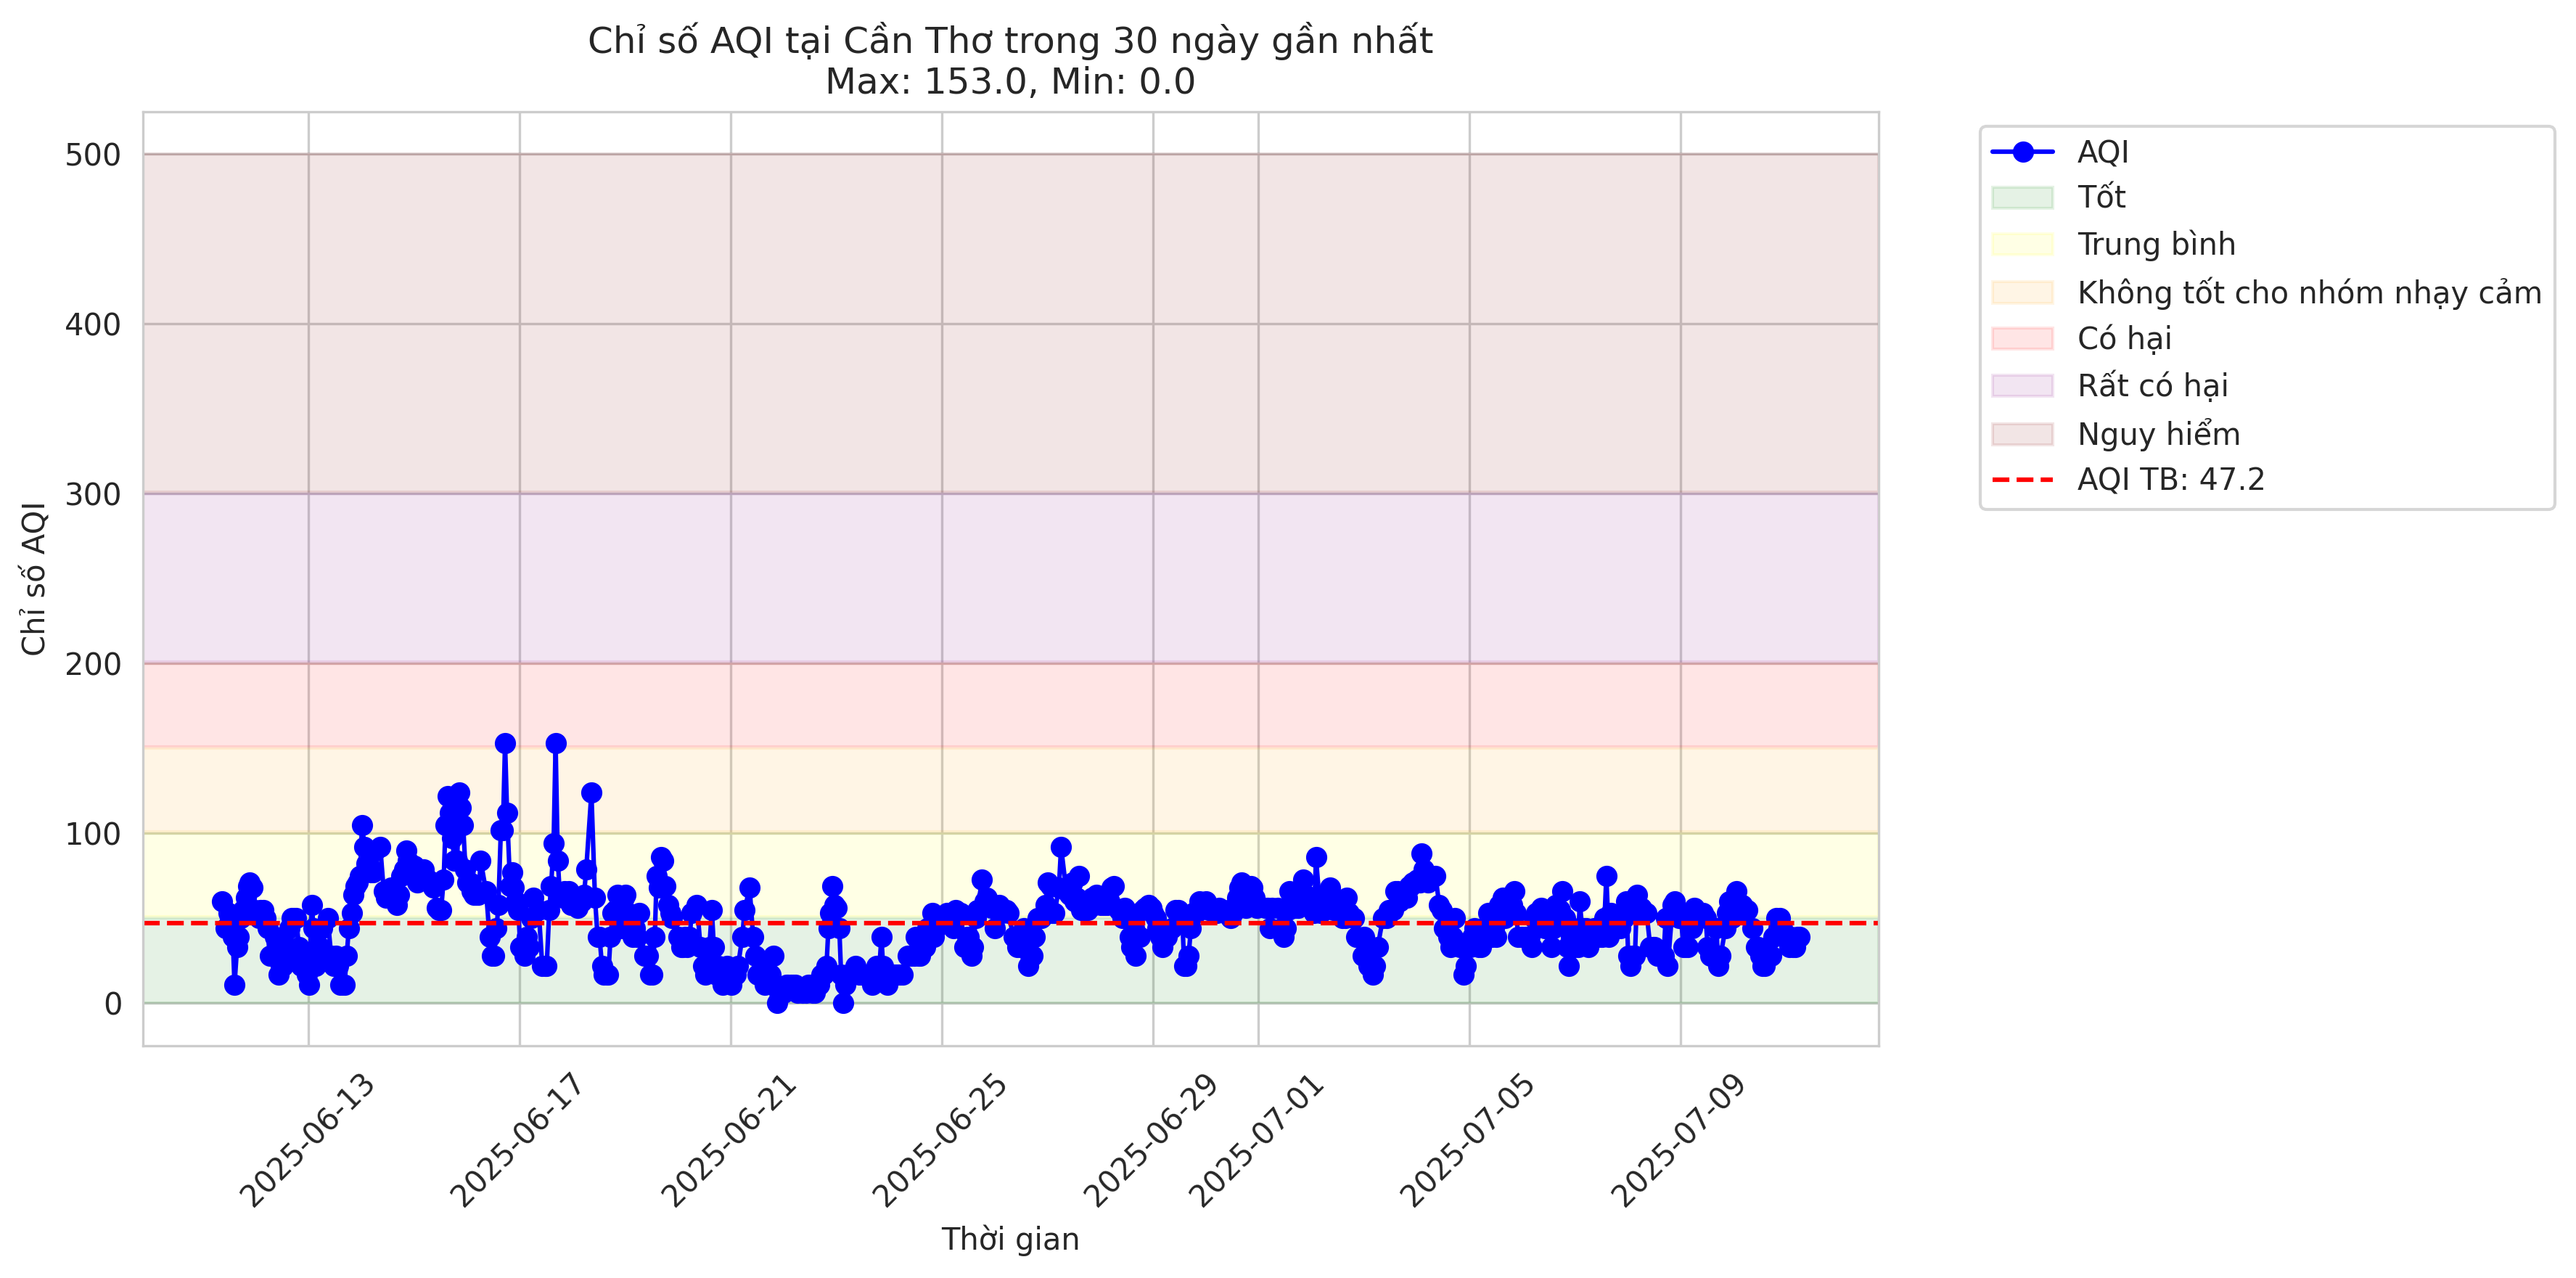 Chỉ số AQI tại Cần Thơ trong 30 ngày gần nhất
Max: 153.0, Min: 0.0
Chỉ số AQI
500
400
300
200
100
0
2025-06-13
2025-06-17
2025-06-21
2025-06-25
2025-06-29
2025-07-01
2025-07-05
2025-07-09
Thời gian
AQI
Tốt
Trung bình
Không tốt cho nhóm nhạy cảm
Có hại
Rất có hại
Nguy hiểm
AQI TB: 47.2